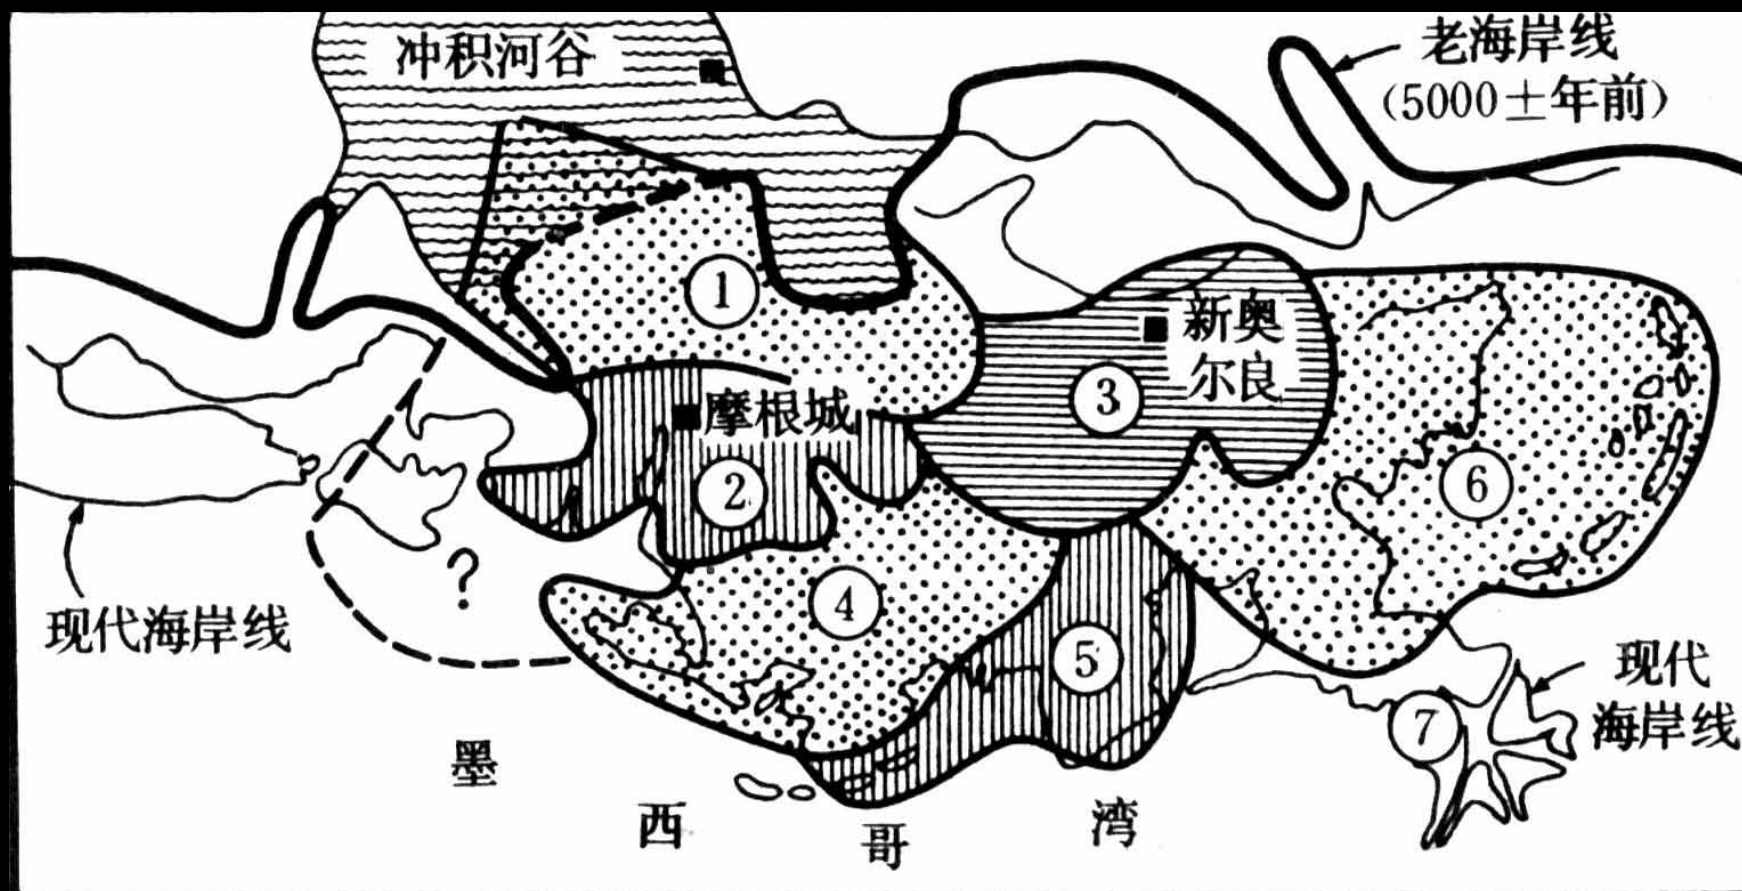 冲积河谷
老海岸线
(5000±年前)
①
新奥
尔良
③
摩根城
②
⑥
?
④
现代海岸线
⑤
现代
海岸线
⑦
墨
西
哥
湾